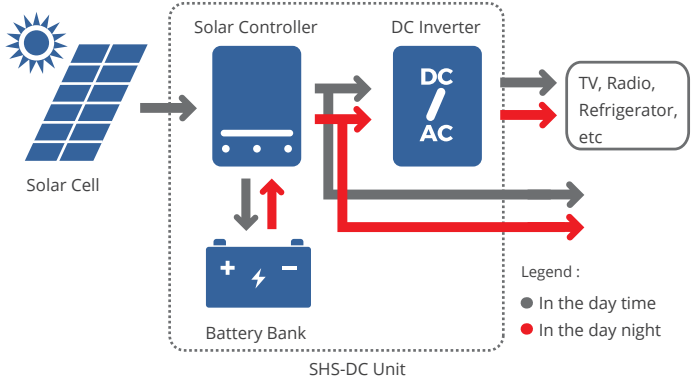 Solar Controller
DC Inverter
DC
/
AC
TV, Radio,
Refrigerator,
etc
Solar Cell
+ −
Battery Bank
Legend :
In the day time
In the day night
SHS-DC Unit